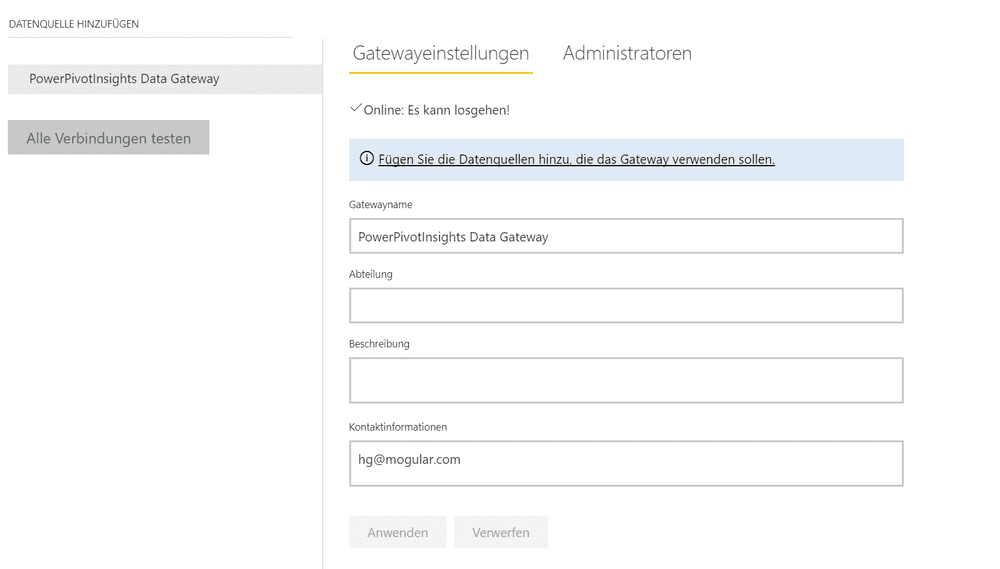 DATENQUELLE HINZUFÜGEN
PowerPivotInsights Data Gateway
Alle Verbindungen testen
Gatewayeinstellungen Administratoren
Online: Es kann losgehen!
Fügen Sie die Datenquellen hinzu, die das Gateway verwenden sollen.
Gatewayname
PowerPivotInsights Data Gateway
Abteilung
Beschreibung
Kontaktinformationen
hg@mogular.com
Anwenden Verwerfen